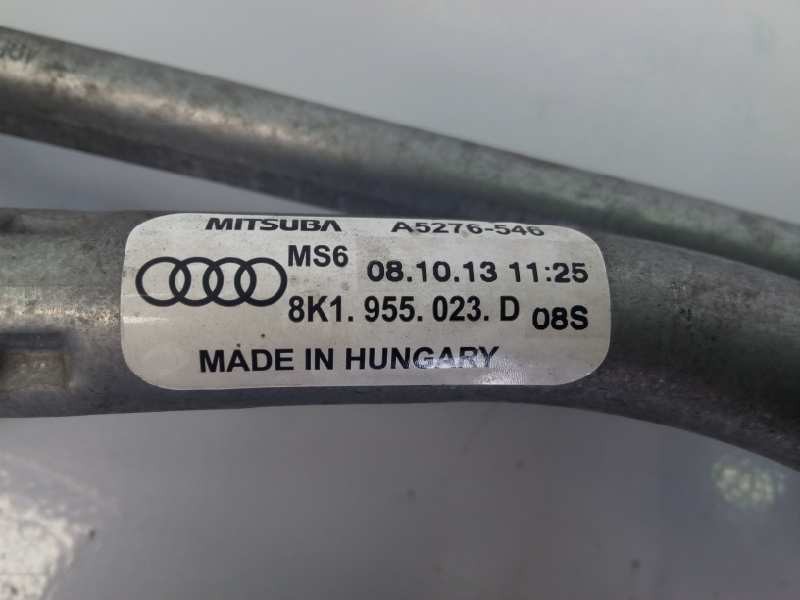 MITSUBA A5276-546
MS6 08.10.13 11:25
8K1. 955. 023. D 08S
MADE IN HUNGARY